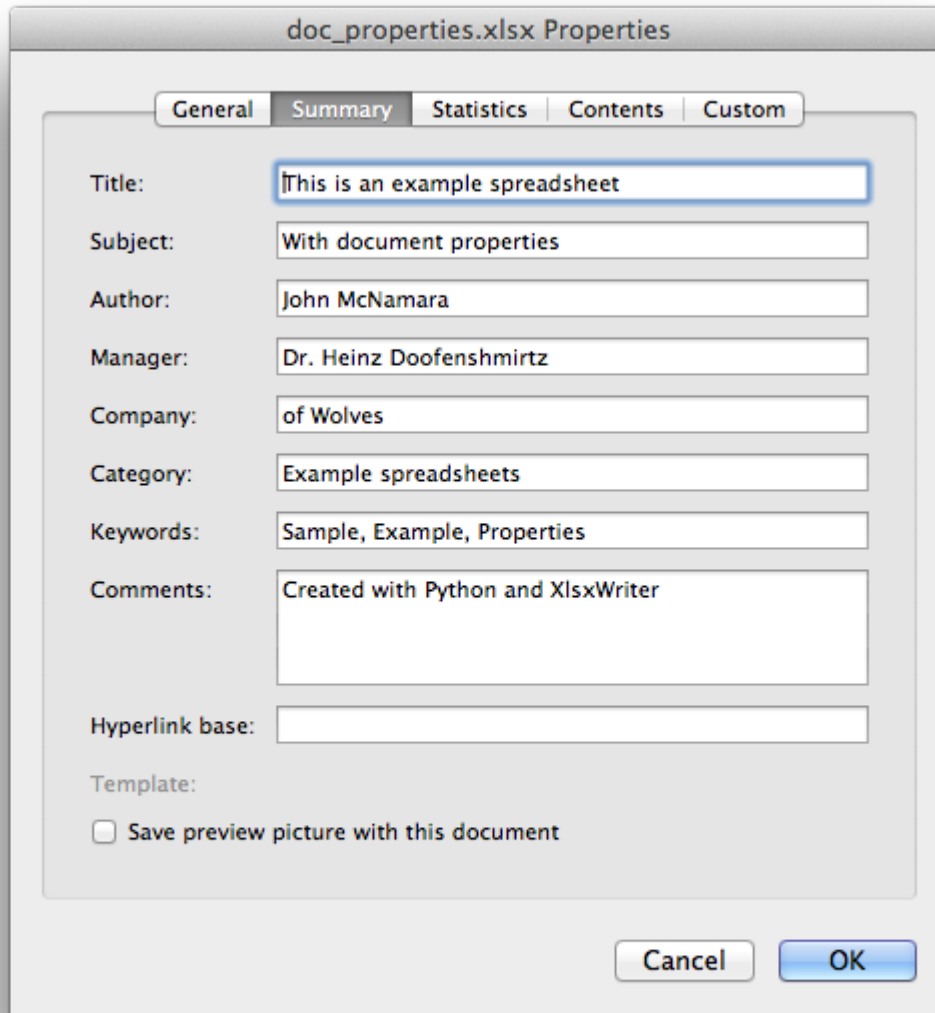 doc_properties.xlsx Properties
General Summary Statistics Contents Custom
Title: This is an example spreadsheet
Subject: With document properties
Author: John McNamara
Manager: Dr. Heinz Doofenshmirtz
Company: of Wolves
Category: Example spreadsheets
Keywords: Sample, Example, Properties
Comments: Created with Python and XlsxWriter
Hyperlink base:
Template:
Save preview picture with this document
Cancel OK